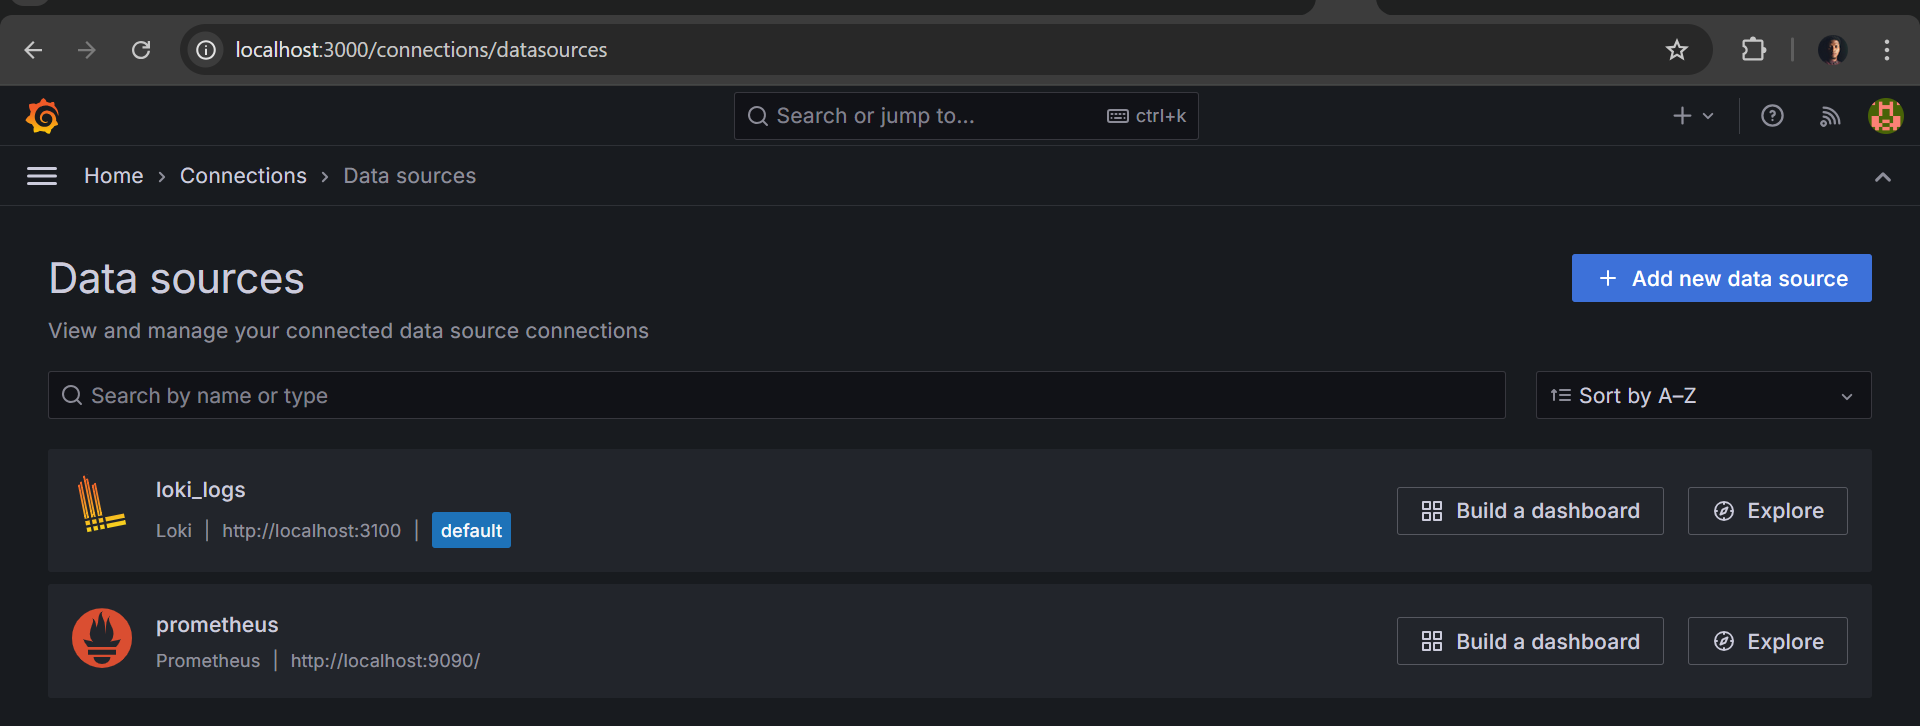 localhost:3000/connections/datasources
Search or jump to... ctrl+k
Home › Connections › Data sources
Data sources
Add new data source
View and manage your connected data source connections
Search by name or type
Sort by A–Z
loki_logs
Loki | http://localhost:3100 | default
Build a dashboard
Explore
prometheus
Prometheus | http://localhost:9090/
Build a dashboard
Explore